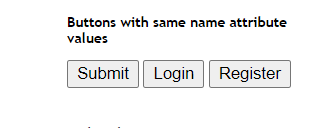 Buttons with same name attribute
values
Submit Login Register